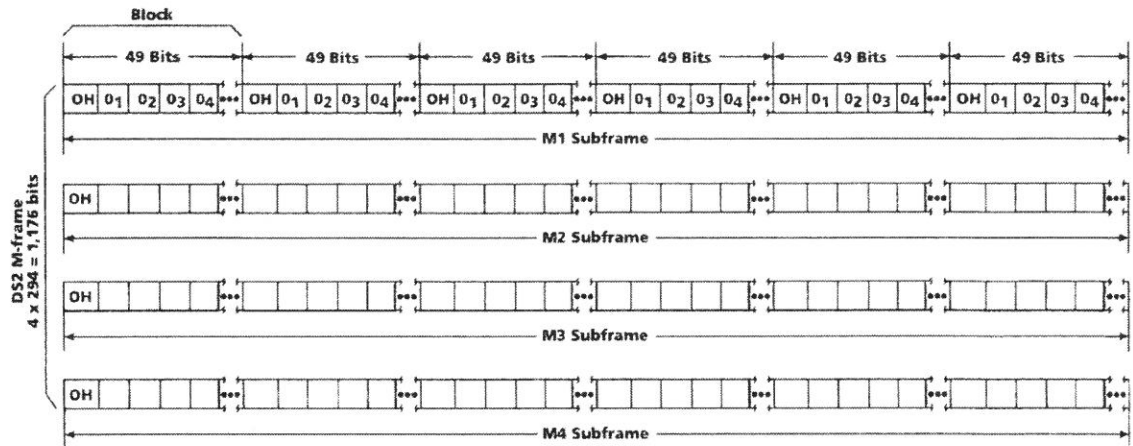 Block
49 Bits 49 Bits 49 Bits 49 Bits 49 Bits 49 Bits
OH 0₁ 0₂ 0₃ 0₄ ••• OH 0₁ 0₂ 0₃ 0₄ ••• OH 0₁ 0₂ 0₃ 0₄ ••• OH 0₁ 0₂ 0₃ 0₄ ••• OH 0₁ 0₂ 0₃ 0₄ ••• OH 0₁ 0₂ 0₃ 0₄ •••
M1 Subframe
DS2 M-frame
4 x 294 = 1,176 bits
OH ••• ••• ••• ••• ••• •••
M2 Subframe
OH ••• ••• ••• ••• ••• •••
M3 Subframe
OH ••• ••• ••• ••• ••• •••
M4 Subframe